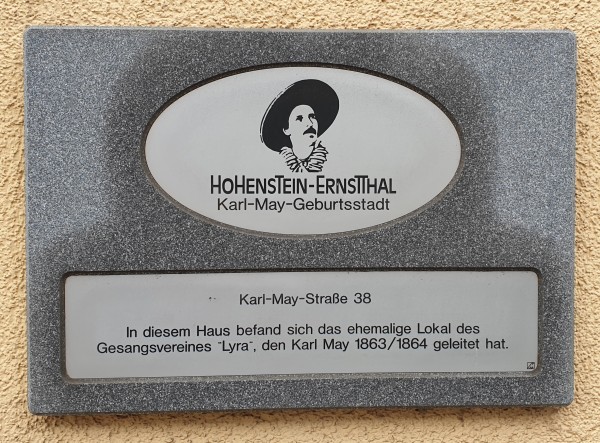 HOHENSTEIN-ERNSTTHAL
Karl-May-Geburtsstadt
Karl-May-Straße 38
In diesem Haus befand sich das ehemalige Lokal des
Gesangsvereines "Lyra", den Karl May 1863/1864 geleitet hat.